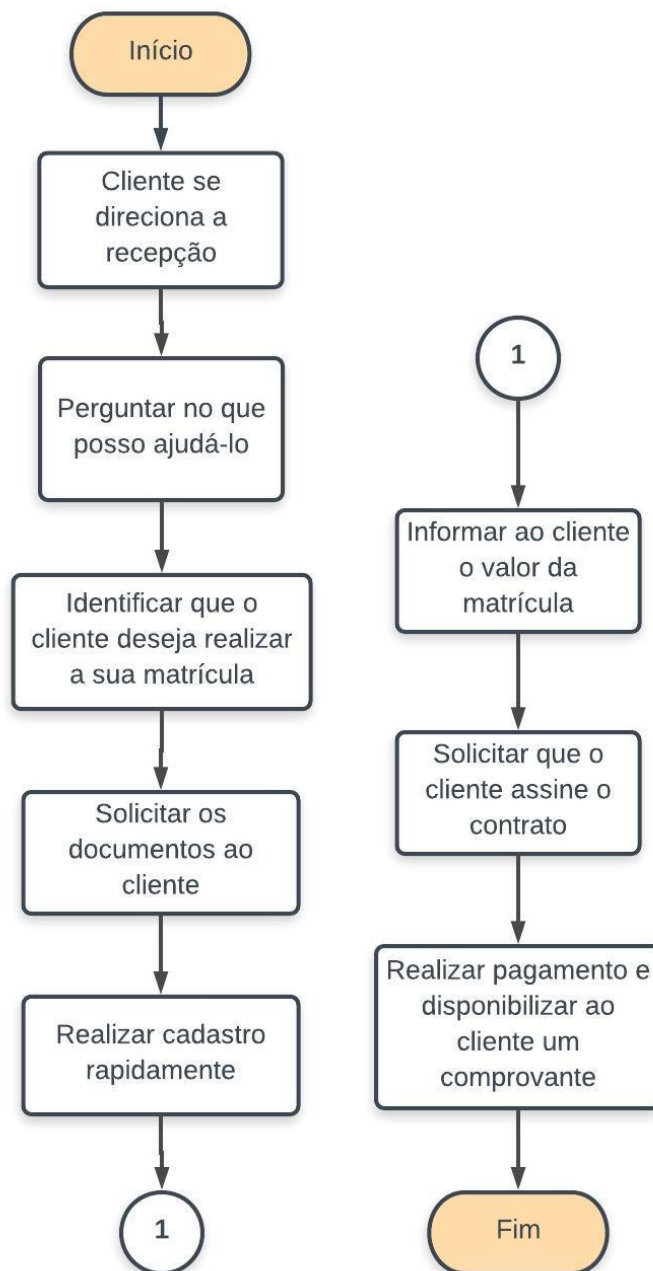 Início
Cliente se
direciona a
recepção
Perguntar no que
posso ajudá-lo
Identificar que o
cliente deseja realizar
a sua matrícula
Solicitar os
documentos ao
cliente
Realizar cadastro
rapidamente
1
1
Informar ao cliente
o valor da
matrícula
Solicitar que o
cliente assine o
contrato
Realizar pagamento e
disponibilizar ao
cliente um
comprovante
Fim